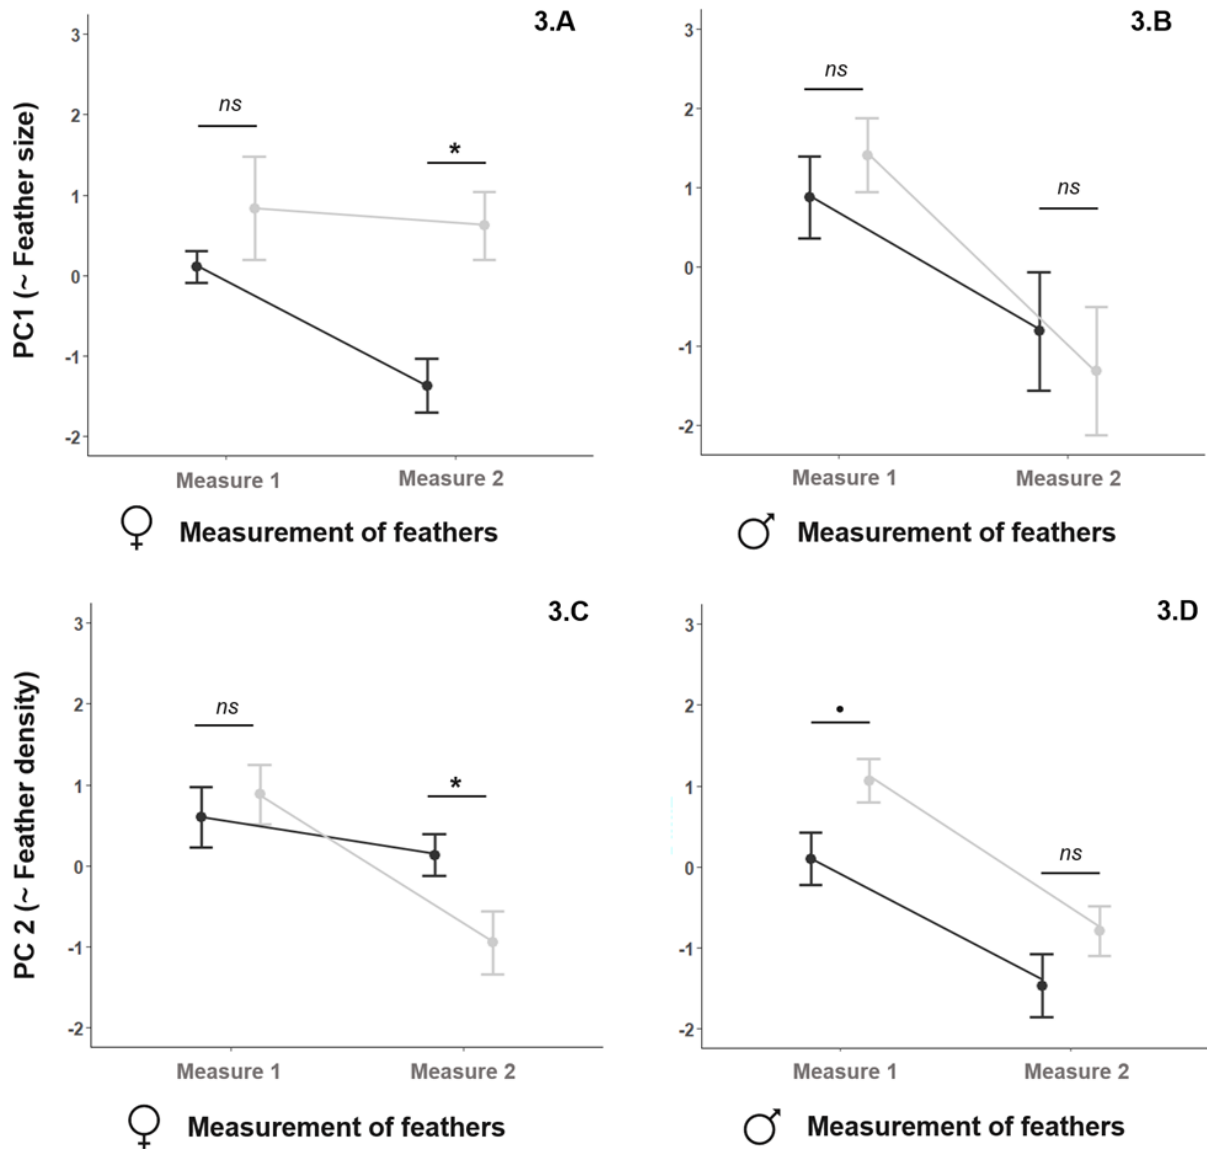 3.A
PC1 (~ Feather size)
3
2
1
0
-1
-2
ns
*
Measure 1 Measure 2
♀ Measurement of feathers
3.B
3
2
1
0
-1
-2
ns
ns
Measure 1 Measure 2
♂ Measurement of feathers
3.C
PC 2 (~ Feather density)
3
2
1
0
-1
-2
ns
*
Measure 1 Measure 2
♀ Measurement of feathers
3.D
3
2
1
0
-1
-2
•
ns
Measure 1 Measure 2
♂ Measurement of feathers